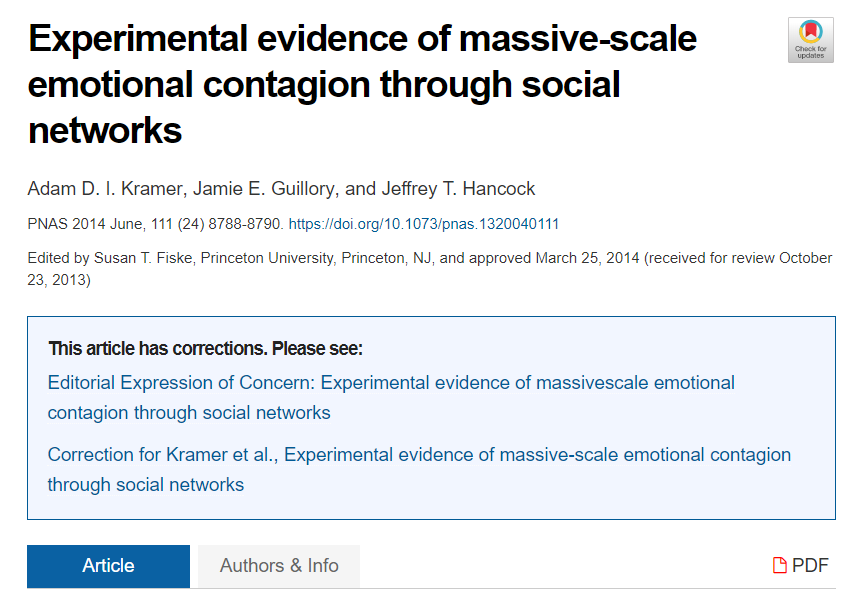 Experimental evidence of massive-scale
emotional contagion through social
networks
Check for
updates
Adam D. I. Kramer, Jamie E. Guillory, and Jeffrey T. Hancock
PNAS 2014 June, 111 (24) 8788-8790. https://doi.org/10.1073/pnas.1320040111
Edited by Susan T. Fiske, Princeton University, Princeton, NJ, and approved March 25, 2014 (received for review October
23, 2013)
This article has corrections. Please see:
Editorial Expression of Concern: Experimental evidence of massivescale emotional
contagion through social networks
Correction for Kramer et al., Experimental evidence of massive-scale emotional contagion
through social networks
Article
Authors & Info
PDF